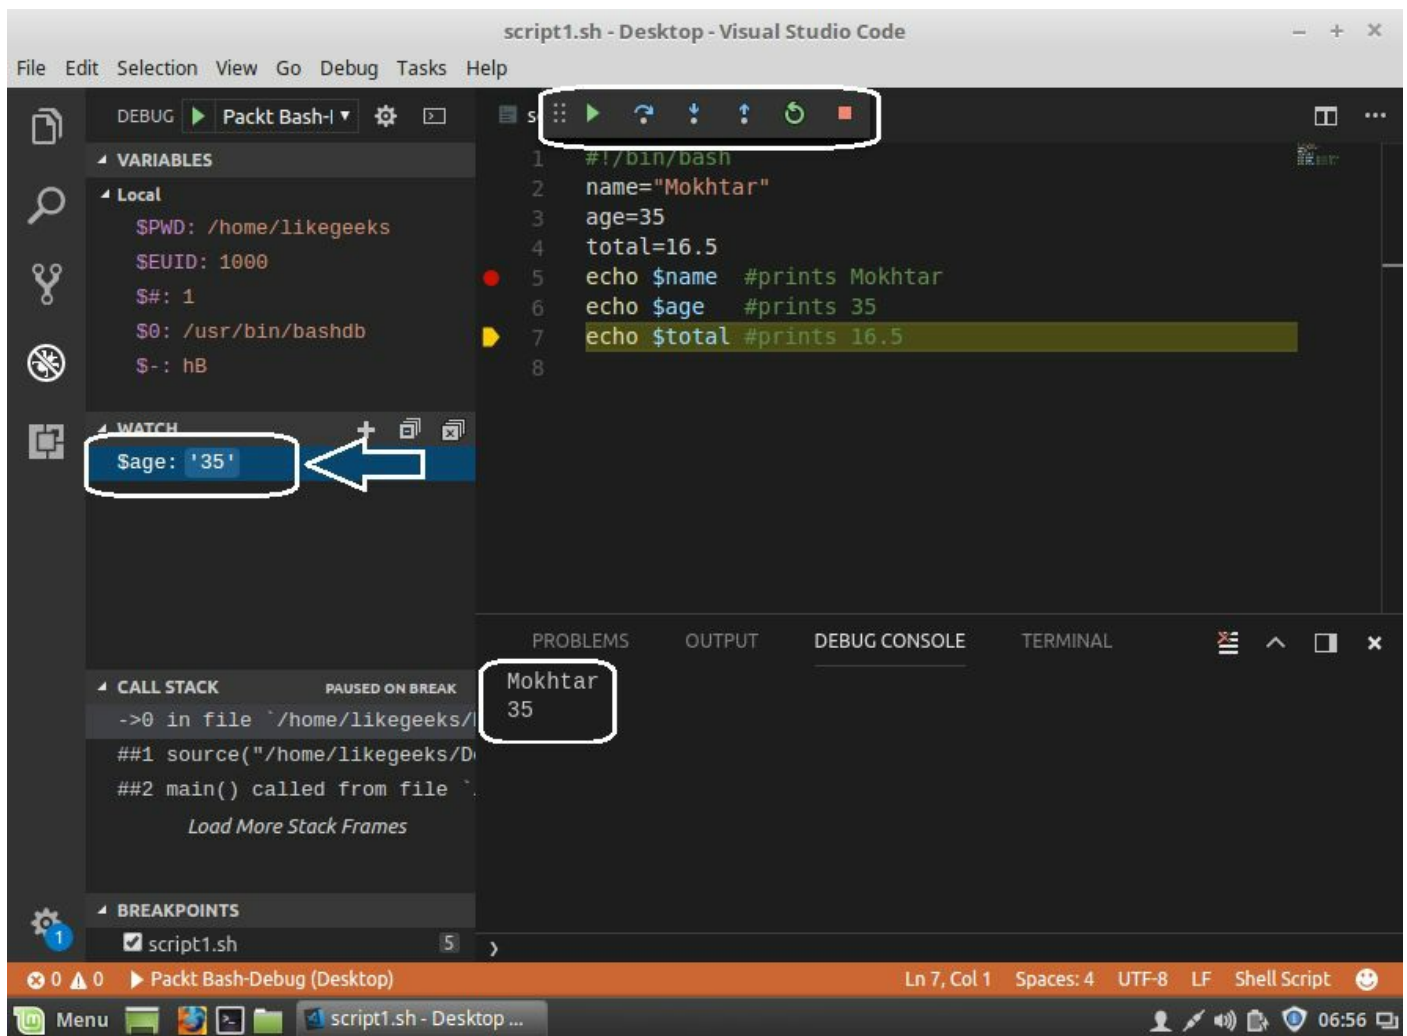 script1.sh - Desktop - Visual Studio Code
File Edit Selection View Go Debug Tasks Help
DEBUG Packt Bash-
VARIABLES
Local
$PWD: /home/likegeeks
$EUID: 1000
$#: 1
$0: /usr/bin/bashdb
$-: hB
WATCH
$age: '35'
CALL STACK PAUSED ON BREAK
->0 in file `/home/likegeeks/
##1 source("/home/likegeeks/D
##2 main() called from file `
Load More Stack Frames
BREAKPOINTS
script1.sh 5
s
1 #!/bin/bash
2 name="Mokhtar"
3 age=35
4 total=16.5
5 echo $name #prints Mokhtar
6 echo $age #prints 35
7 echo $total #prints 16.5
8
PROBLEMS OUTPUT DEBUG CONSOLE TERMINAL
Mokhtar
35
1
0 0 Packt Bash-Debug (Desktop) Ln 7, Col 1 Spaces: 4 UTF-8 LF Shell Script
Menu script1.sh - Desktop ... 06:56